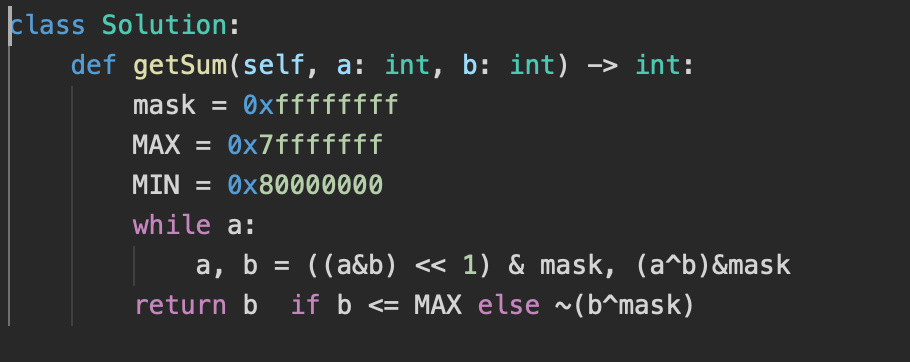 class Solution:
    def getSum(self, a: int, b: int) -> int:
        mask = 0xffffffff
        MAX = 0x7fffffff
        MIN = 0x80000000
        while a:
            a, b = ((a&b) << 1) & mask, (a^b)&mask
        return b  if b <= MAX else ~(b^mask)